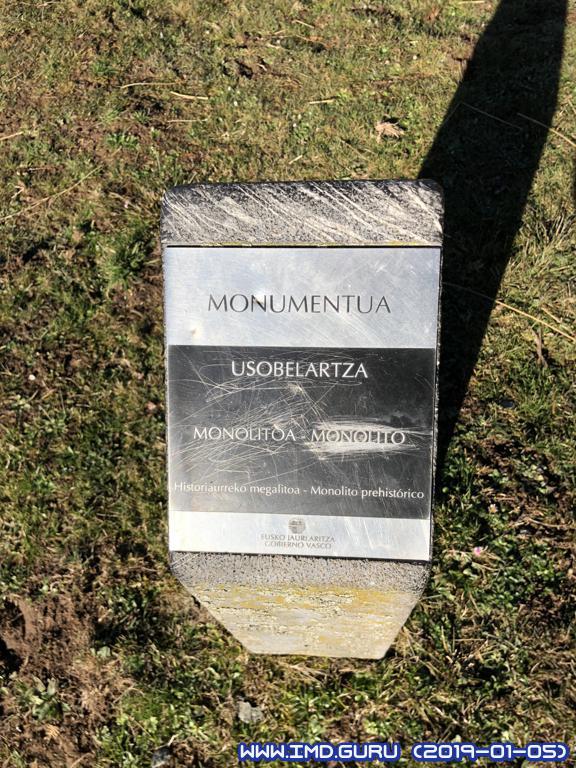 MONUMENTUA
USOBELARTZA
MONOLITOA - MONOLITO
Historiaurreko megalitoa - Monolito prehistórico
EUSKO JAURLARITZA
GOBIERNO VASCO
WWW.IMD.GURU (2019-01-05)